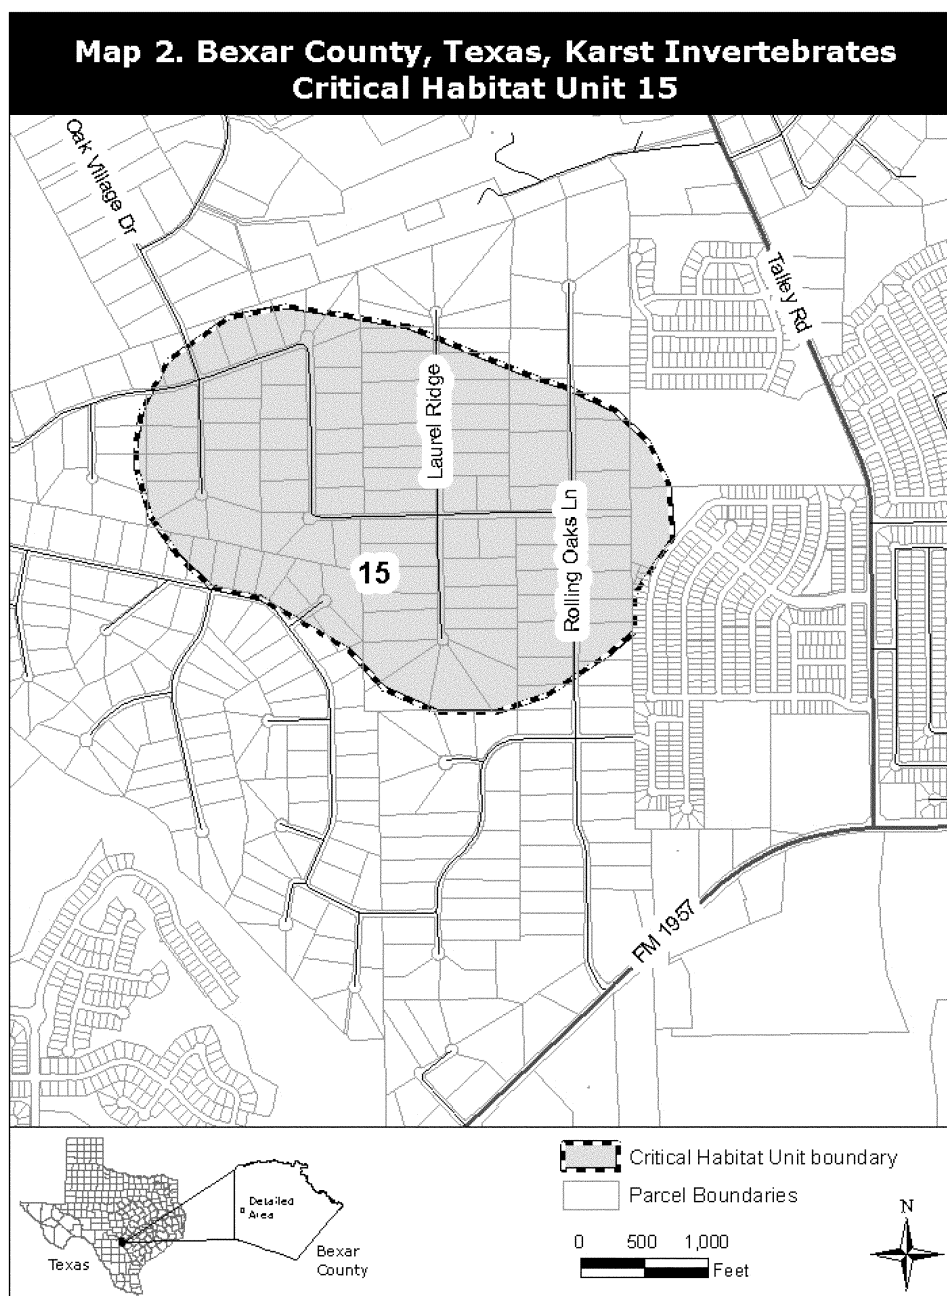 Map 2. Bexar County, Texas, Karst Invertebrates
Critical Habitat Unit 15
Oak Village Dr
Talley Rd
Laurel Ridge
Rolling Oaks Ln
15
FM 1957
Critical Habitat Unit boundary
Parcel Boundaries
Detailed
Area
Texas
Bexar
County
0 500 1,000
Feet
N